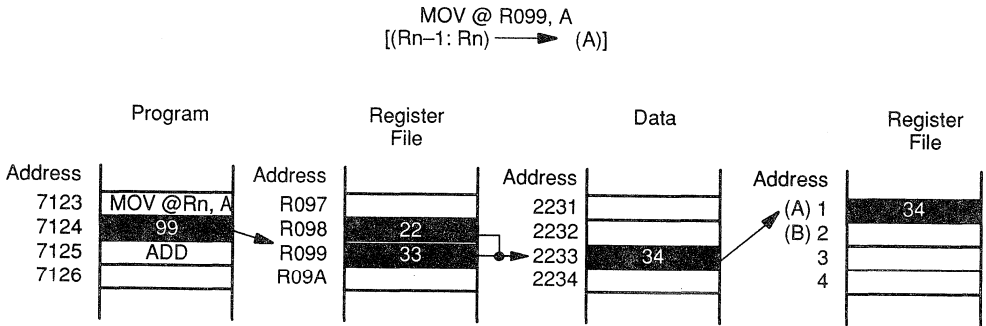 MOV @ R099, A
[(Rn–1: Rn) (A)]
Program
Register
File
Data
Register
File
Address
7123 MOV @Rn, A
7124 99
7125 ADD
7126
Address
R097
R098 22
R099 33
R09A
Address
2231
2232
2233 34
2234
Address
(A) 1 34
(B) 2
3
4